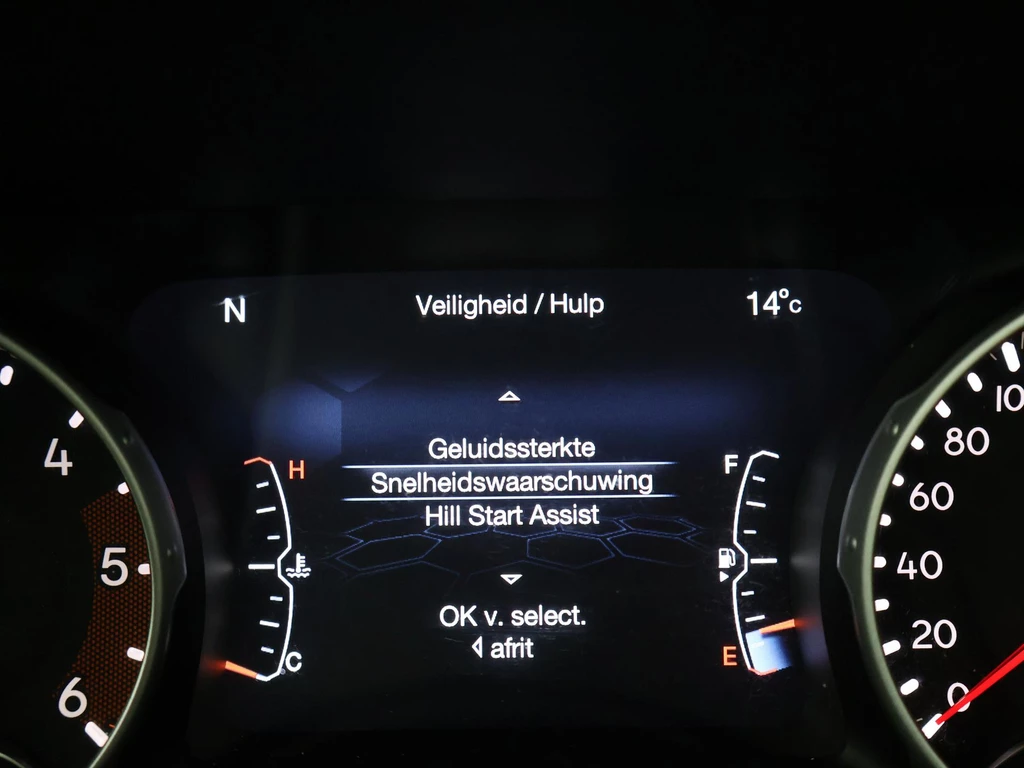 N Veiligheid / Hulp 14°C
Geluidssterkte
Snelheidswaarschuwing
Hill Start Assist
OK v. select.
afrit
H
C
F
E
4
5
6
80
60
40
20
0